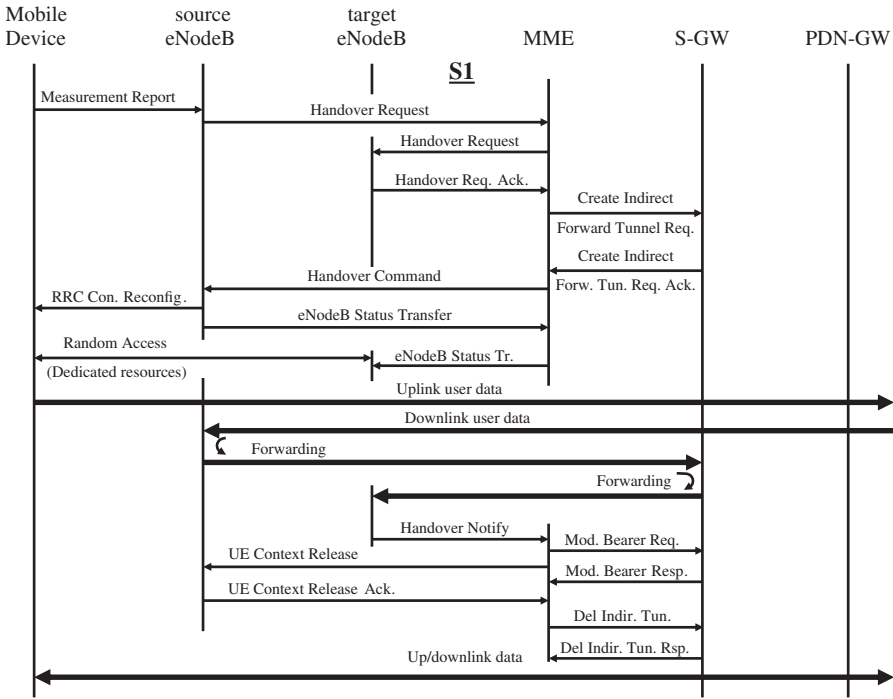 Mobile
Device
source
eNodeB
target
eNodeB
MME
S-GW
PDN-GW
S1
Measurement Report
Handover Request
Handover Request
Handover Req. Ack.
Create Indirect
Forward Tunnel Req.
Create Indirect
Forw. Tun. Req. Ack.
Handover Command
RRC Con. Reconfig.
eNodeB Status Transfer
Random Access
(Dedicated resources)
eNodeB Status Tr.
Uplink user data
Downlink user data
Forwarding
Forwarding
Handover Notify
Mod. Bearer Req.
UE Context Release
Mod. Bearer Resp.
UE Context Release Ack.
Del Indir. Tun.
Del Indir. Tun. Rsp.
Up/downlink data